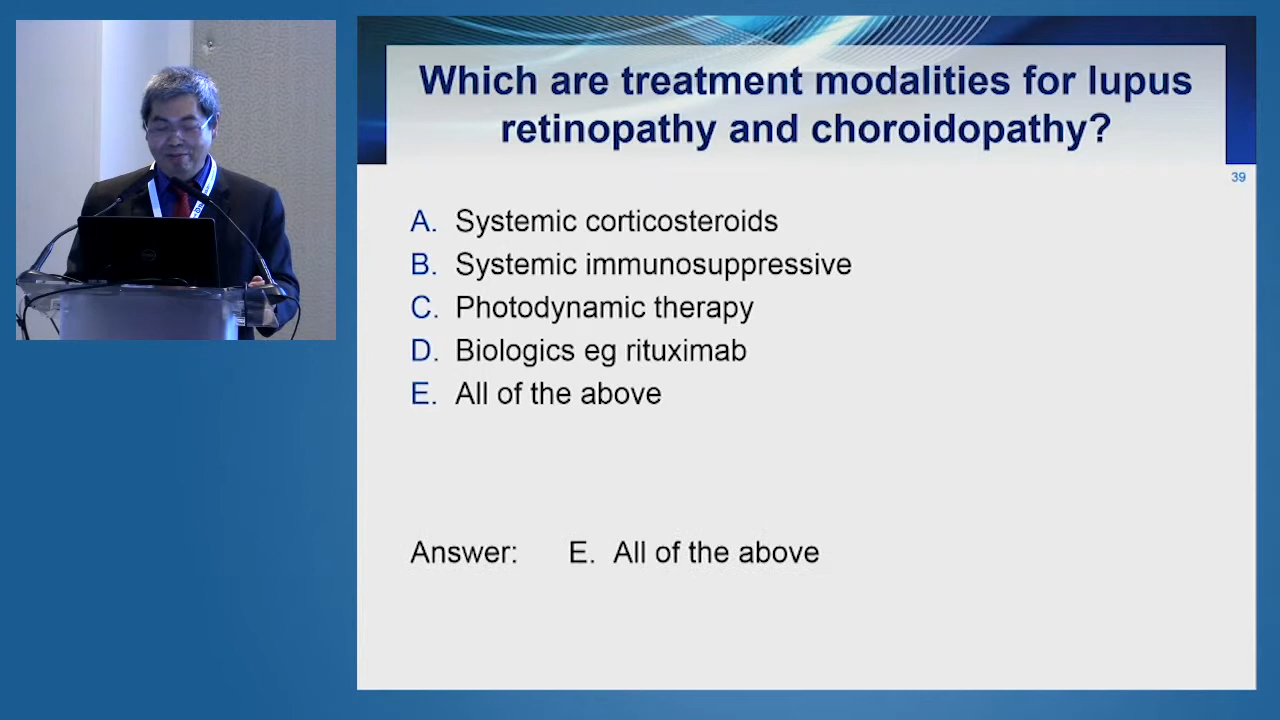 Which are treatment modalities for lupus
retinopathy and choroidopathy?
39
A. Systemic corticosteroids
B. Systemic immunosuppressive
C. Photodynamic therapy
D. Biologics eg rituximab
E. All of the above
Answer: E. All of the above